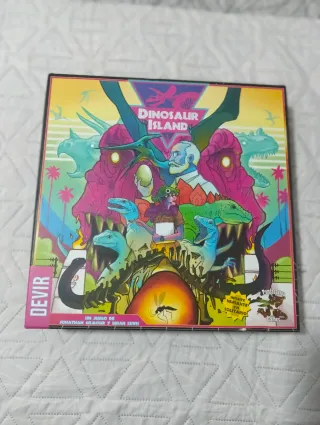 DINOSAUR
ISLAND
DEVIR
UN JUEGO DE
JONATHAN GILMOUR Y BRIAN LEWIS